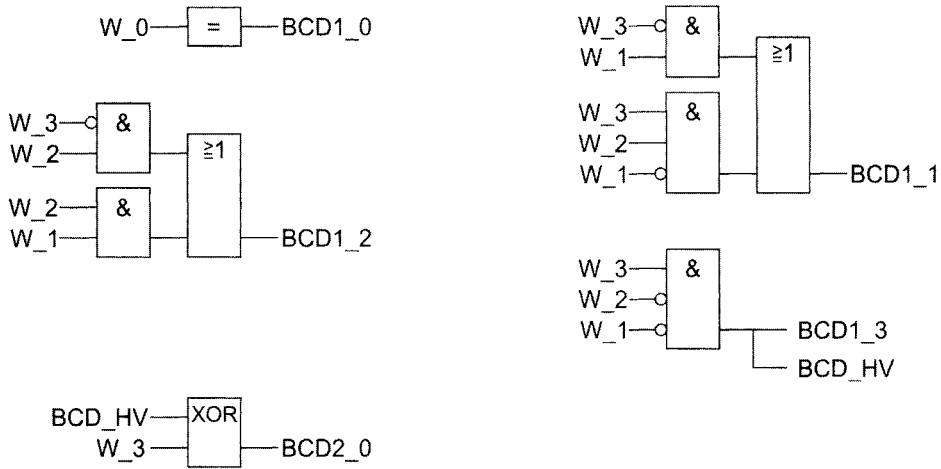 W_0 = BCD1_0
W_3 &
W_2
≧1
W_2 &
W_1
BCD1_2
W_3 &
W_1
≧1
W_3 &
W_2
W_1
BCD1_1
W_3 &
W_2
W_1
BCD1_3
BCD_HV
BCD_HV XOR
W_3
BCD2_0